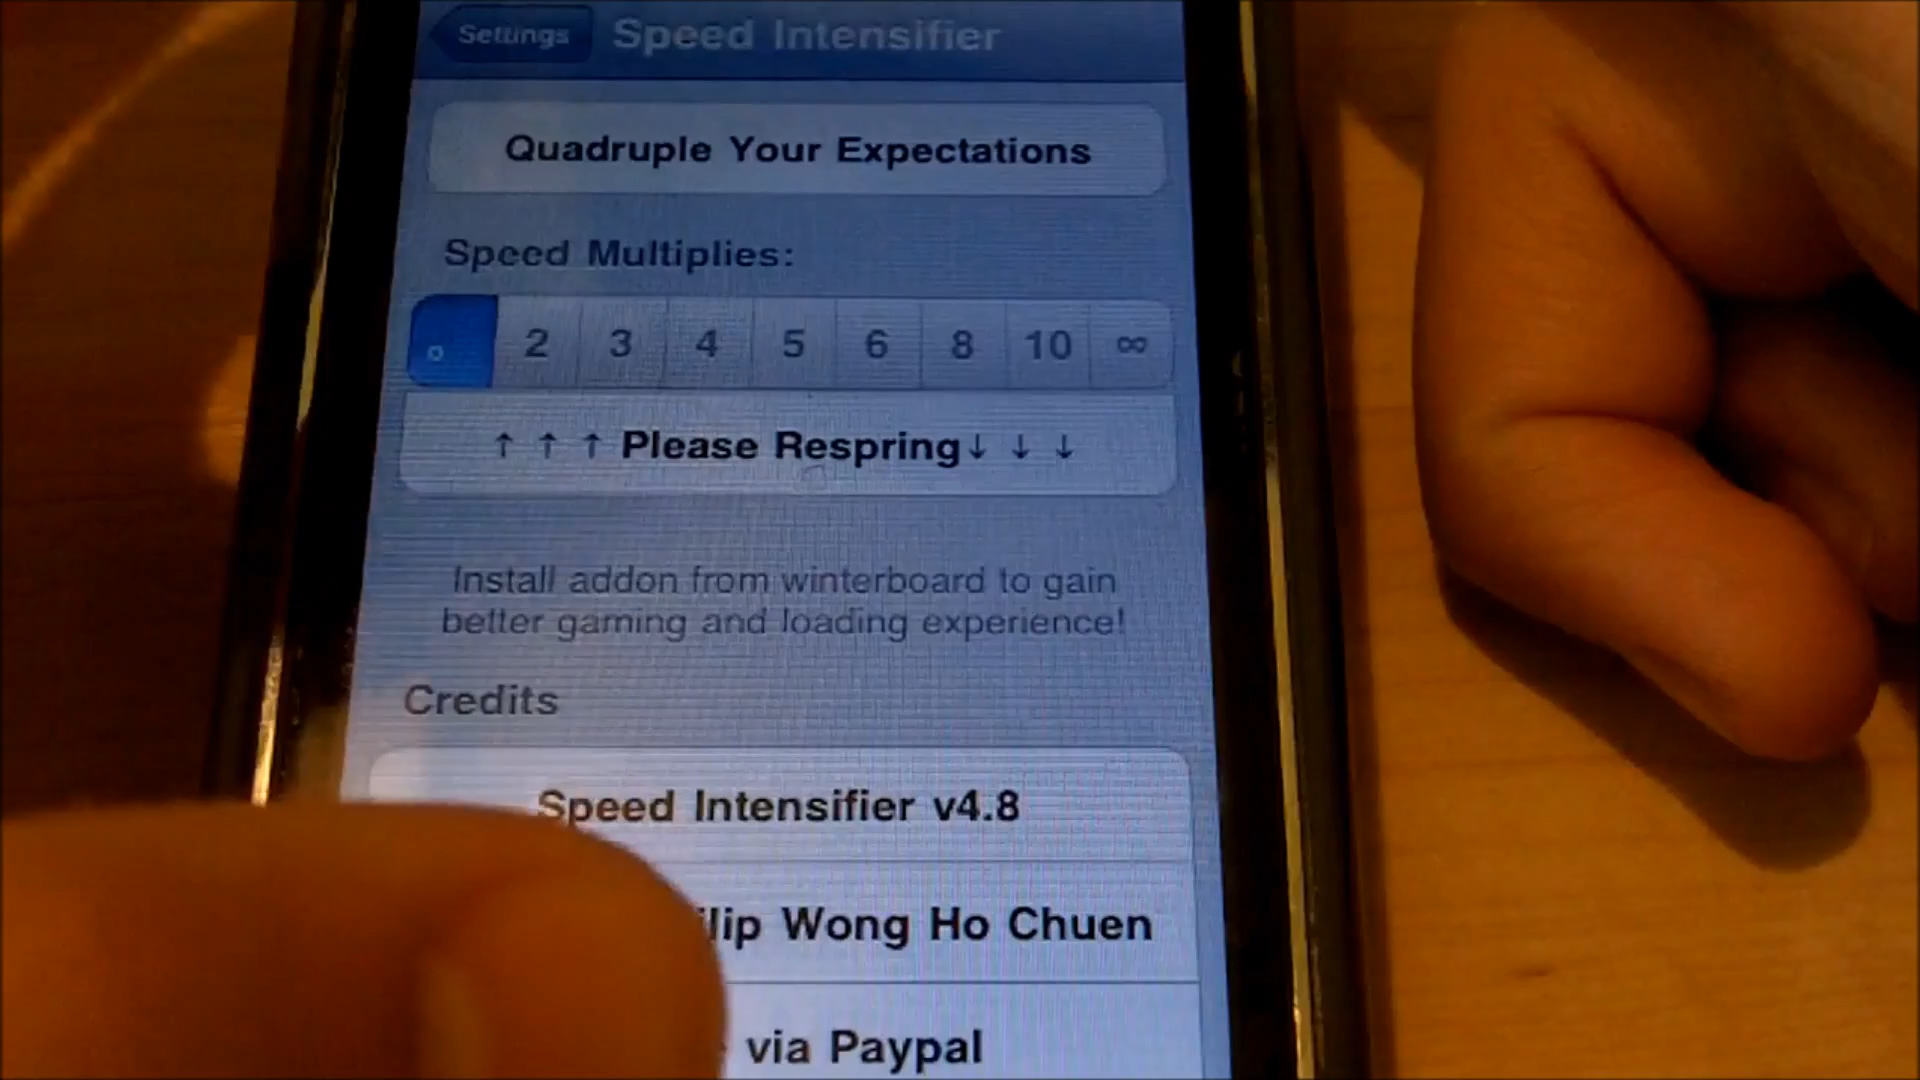 Settings Speed Intensifier
Quadruple Your Expectations
Speed Multiplies:
o 2 3 4 5 6 8 10 ∞
↑ ↑ ↑ Please Respring↓ ↓ ↓
Install addon from winterboard to gain
better gaming and loading experience!
Credits
Speed Intensifier v4.8
Wong Ho Chuen
via Paypal